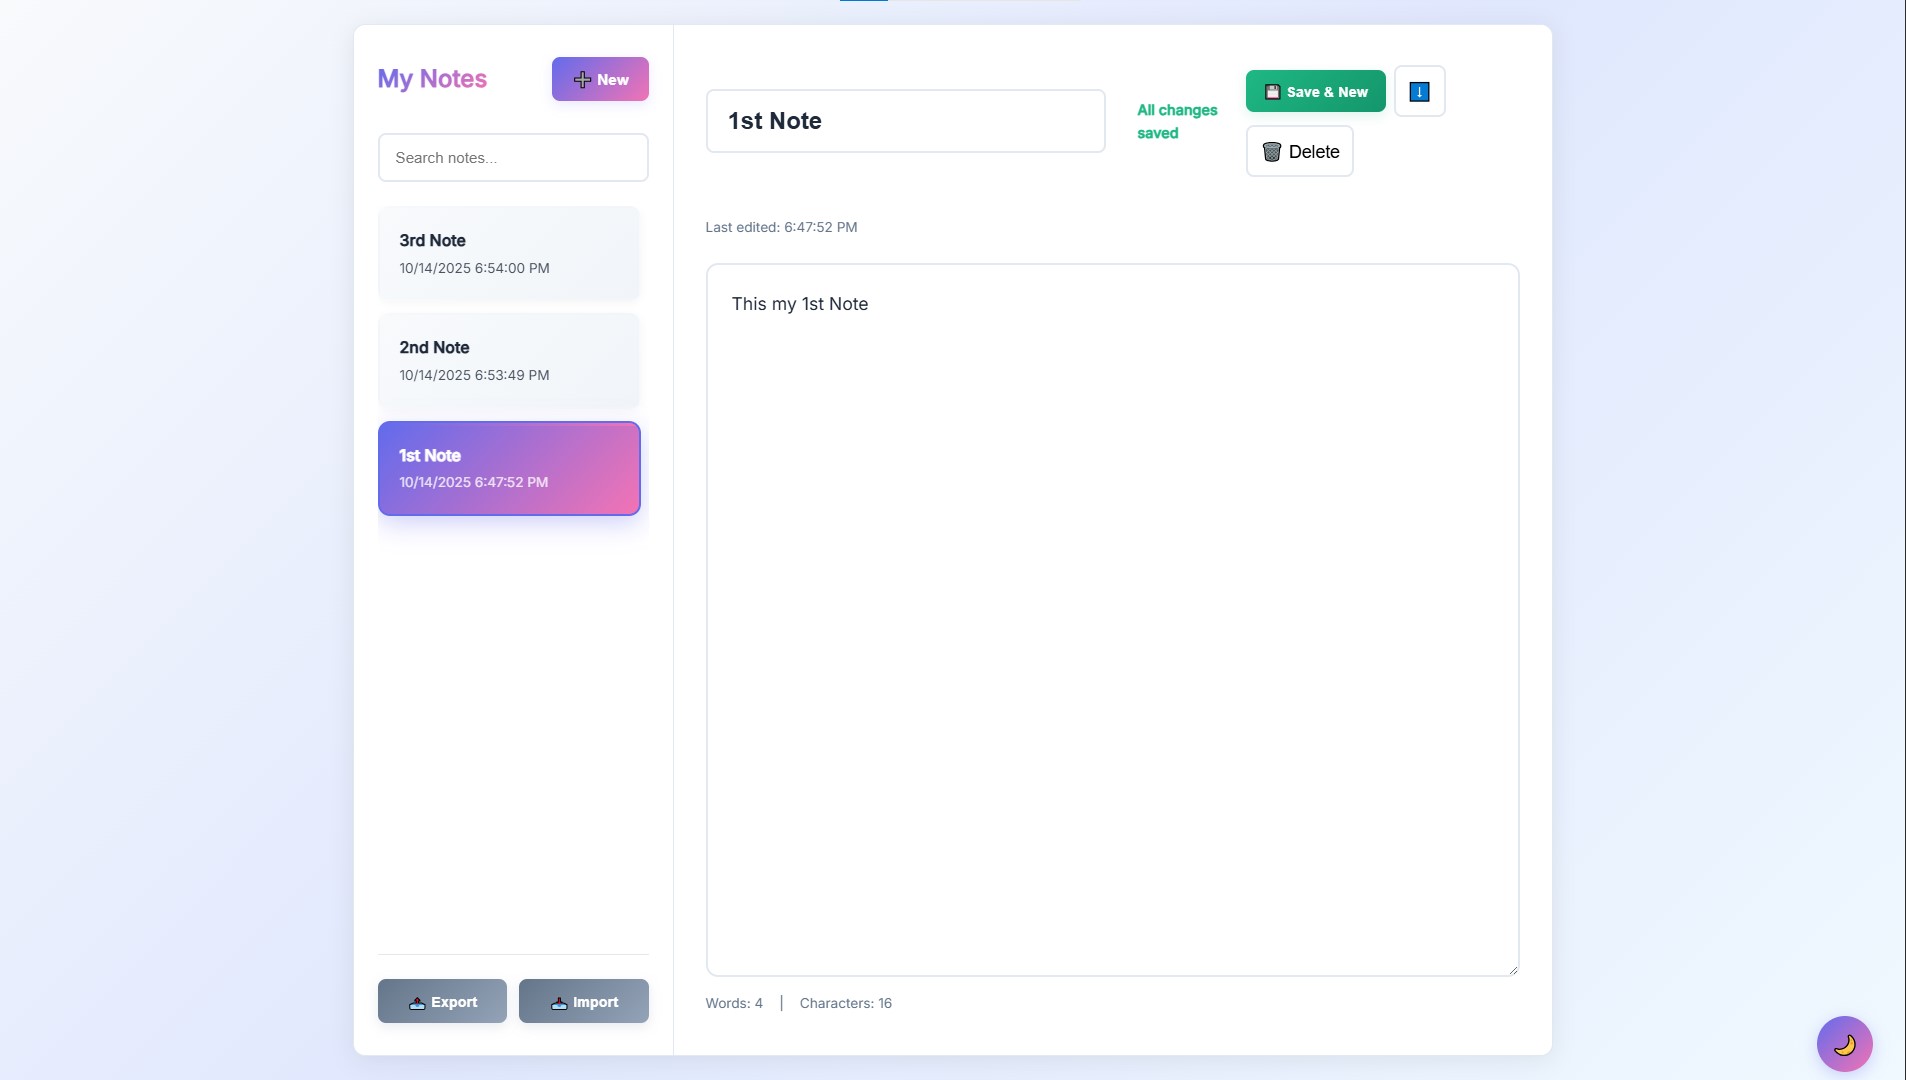 My Notes
➕ New
Search notes...
3rd Note
10/14/2025 6:54:00 PM
2nd Note
10/14/2025 6:53:49 PM
1st Note
10/14/2025 6:47:52 PM
📤 Export
📥 Import
1st Note
All changes
saved
💾 Save & New
⬇️
🗑️ Delete
Last edited: 6:47:52 PM
This my 1st Note
Words: 4 | Characters: 16
🌙